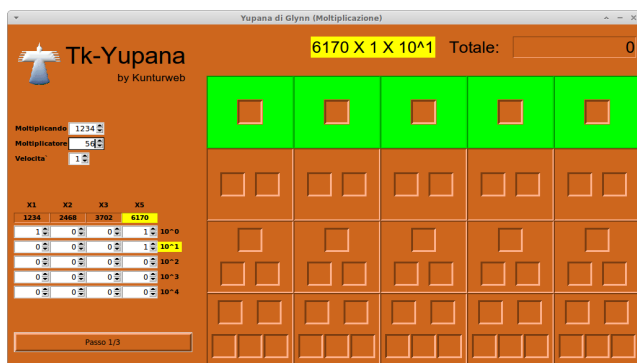 Yupana di Glynn (Moltiplicazione)
Tk-Yupana
by Kunturweb
6170 X 1 X 10^1 Totale: 0
Moltiplicando 1234
Moltiplicatore 56
Velocita` 1
X1 X2 X3 X5
1234 2468 3702 6170
1 0 0 1 10^0
0 0 0 1 10^1
0 0 0 0 10^2
0 0 0 0 10^3
0 0 0 0 10^4
Passo 1/3